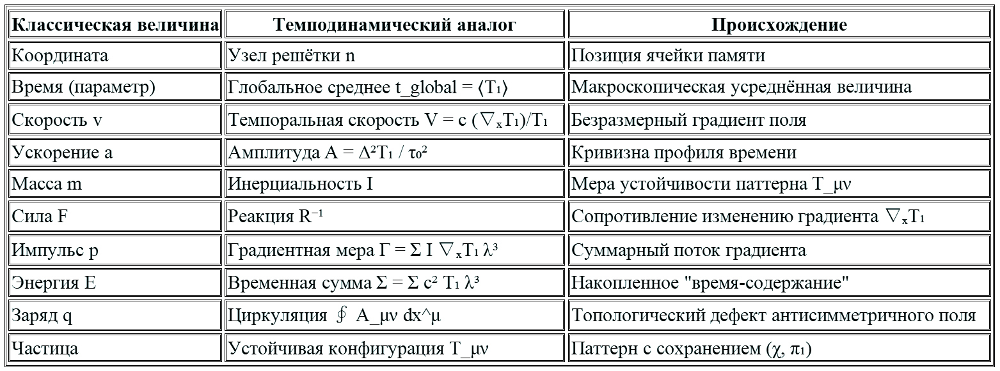 Классическая величина Темподинамический аналог Происхождение
Координата Узел решётки n Позиция ячейки памяти
Время (параметр) Глобальное среднее t_global = ⟨T₁⟩ Макроскопическая усреднённая величина
Скорость v Темпоральная скорость V = c (▽ₓT₁)/T₁ Безразмерный градиент поля
Ускорение a Амплитуда A = Δ²T₁ / τ₀² Кривизна профиля времени
Масса m Инерциальность I Мера устойчивости паттерна T_μν
Сила F Реакция R⁻¹ Сопротивление изменению градиента ▽ₓT₁
Импульс p Градиентная мера Γ = Σ I ▽ₓT₁ λ³ Суммарный поток градиента
Энергия E Временная сумма Σ = Σ c² T₁ λ³ Накопленное "время-содержание"
Заряд q Циркуляция ∮ A_μν dx^μ Топологический дефект антисимметричного поля
Частица Устойчивая конфигурация T_μν Паттерн с сохранением (χ, π₁)